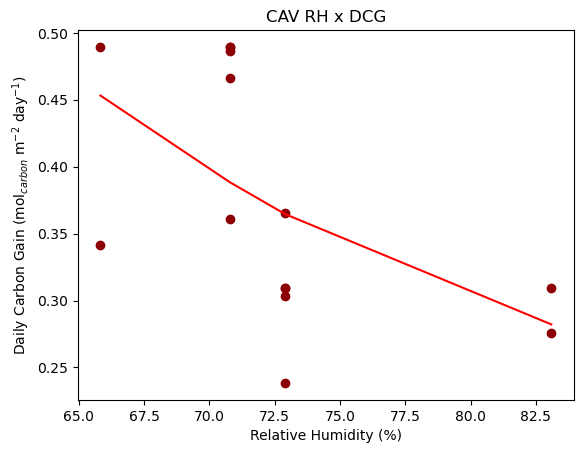 CAV RH x DCG
Daily Carbon Gain (mol$_{carbon}$ m$^{-2}$ day$^{-1}$)
0.50
0.45
0.40
0.35
0.30
0.25
65.0 67.5 70.0 72.5 75.0 77.5 80.0 82.5
Relative Humidity (%)